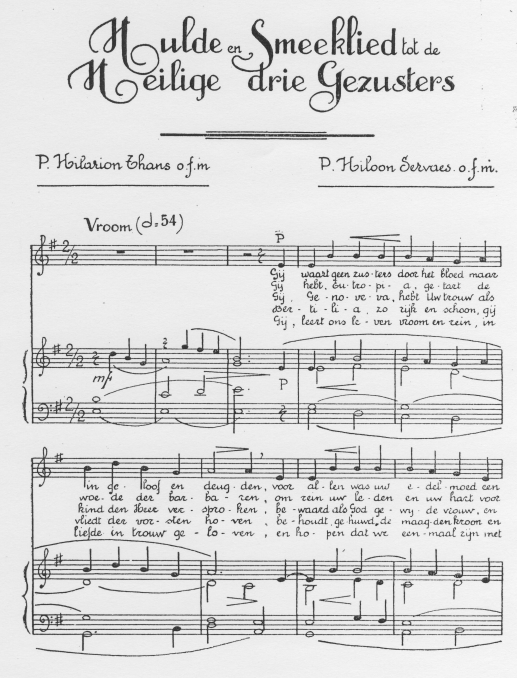 Hulde en Smeeklied tot de
Heilige drie Gezusters
P. Hilarion Thans o.f.m
P. Hiloon Servaes. o.f.m.
Vroom (𝅗𝅥=54)
P
Gij waart geen zus-ters door het bloed maar
Gij hebt, Eu-tro-pi-a, ge-tart de
Gij, Ge-no-ve-va, hebt Uw trouw als
Ber-ti-li-a, zo rijk en schoon, gij
Gij, leert ons le-ven vroom en rein, in
mf
P
in ge-loof en deug-den, voor al-len was uw e-del-moed een
woe-de der bar-ba-ren, om rein uw le-den en uw hart voor
kind den Heer ver-spro-ken, be-waard als God ge-wy-de vrouw, en
vliedt der vor-sten ho-ven, be-houdt, ge-huwd, de maag-den kroon en
liefde in trouw ge-lo-ven, en ho-pen dat we een-maal zijn met